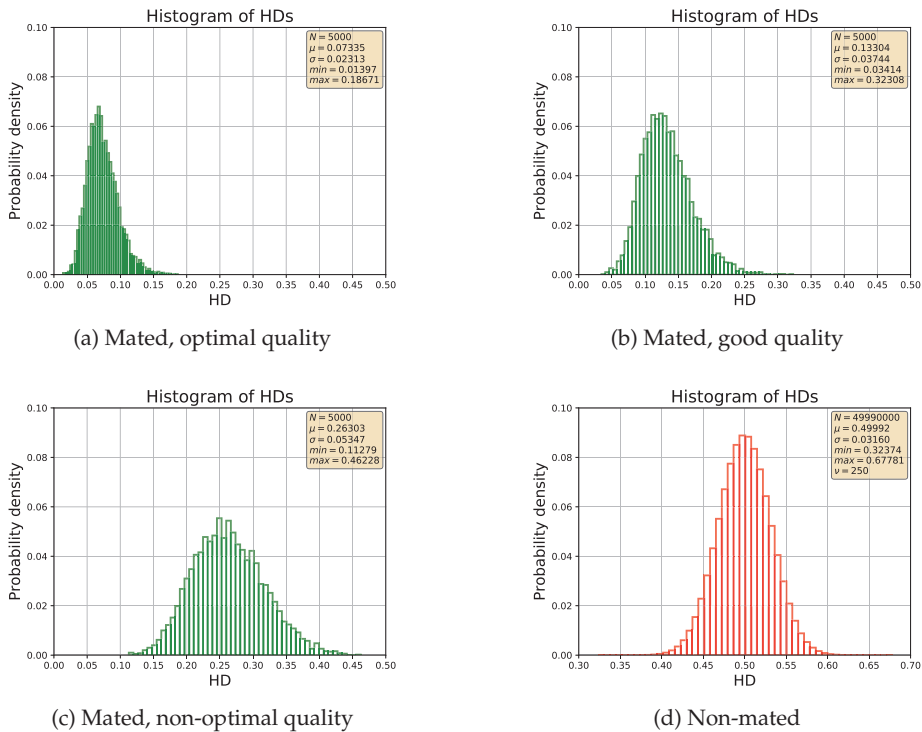 Histogram of HDs
Probability density
0.10
0.08
0.06
0.04
0.02
0.00
N = 5000
μ = 0.07335
σ = 0.02313
min = 0.01397
max = 0.18671
0.00 0.05 0.10 0.15 0.20 0.25 0.30 0.35 0.40 0.45 0.50
HD
(a) Mated, optimal quality
Histogram of HDs
Probability density
0.10
0.08
0.06
0.04
0.02
0.00
N = 5000
μ = 0.13304
σ = 0.03744
min = 0.03414
max = 0.32308
0.00 0.05 0.10 0.15 0.20 0.25 0.30 0.35 0.40 0.45 0.50
HD
(b) Mated, good quality
Histogram of HDs
Probability density
0.10
0.08
0.06
0.04
0.02
0.00
N = 5000
μ = 0.26303
σ = 0.05347
min = 0.11279
max = 0.46228
0.00 0.05 0.10 0.15 0.20 0.25 0.30 0.35 0.40 0.45 0.50
HD
(c) Mated, non-optimal quality
Histogram of HDs
Probability density
0.10
0.08
0.06
0.04
0.02
0.00
N = 49990000
μ = 0.49992
σ = 0.03160
min = 0.32374
max = 0.67781
ν = 250
0.30 0.35 0.40 0.45 0.50 0.55 0.60 0.65 0.70
HD
(d) Non-mated